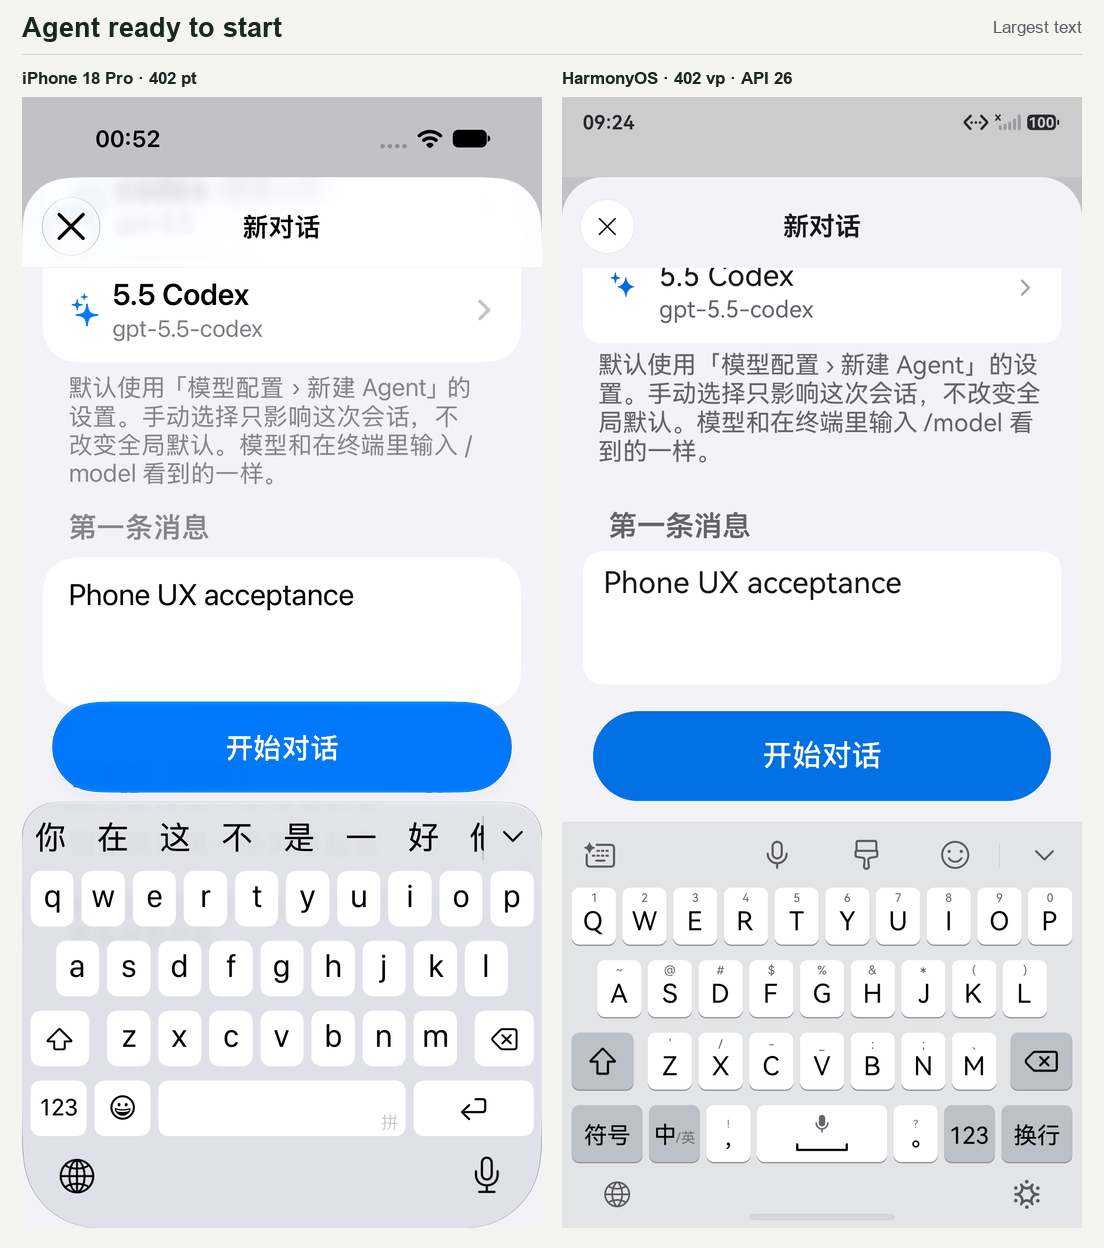 Agent ready to start
Largest text
iPhone 18 Pro · 402 pt
00:52
新对话
5.5 Codex
gpt-5.5-codex
默认使用「模型配置 › 新建 Agent」的
设置。手动选择只影响这次会话，不
改变全局默认。模型和在终端里输入 /
model 看到的一样。
第一条消息
Phone UX acceptance
开始对话
你 在 这 不 是 一 好
q w e r t y u i o p
a s d f g h j k l
z x c v b n m
123
拼
HarmonyOS · 402 vp · API 26
09:24
100
新对话
5.5 Codex
gpt-5.5-codex
默认使用「模型配置 › 新建 Agent」的设
置。手动选择只影响这次会话，不改变全
局默认。模型和在终端里输入 /model 看
到的一样。
第一条消息
Phone UX acceptance
开始对话
1 2 3 4 5 6 7 8 9 0
Q W E R T Y U I O P
~ @ # $ % & * ( )
A S D F G H J K L
' / - _ : ; 、
Z X C V B N M
! ?
符号 中/英 , 。 123 换行